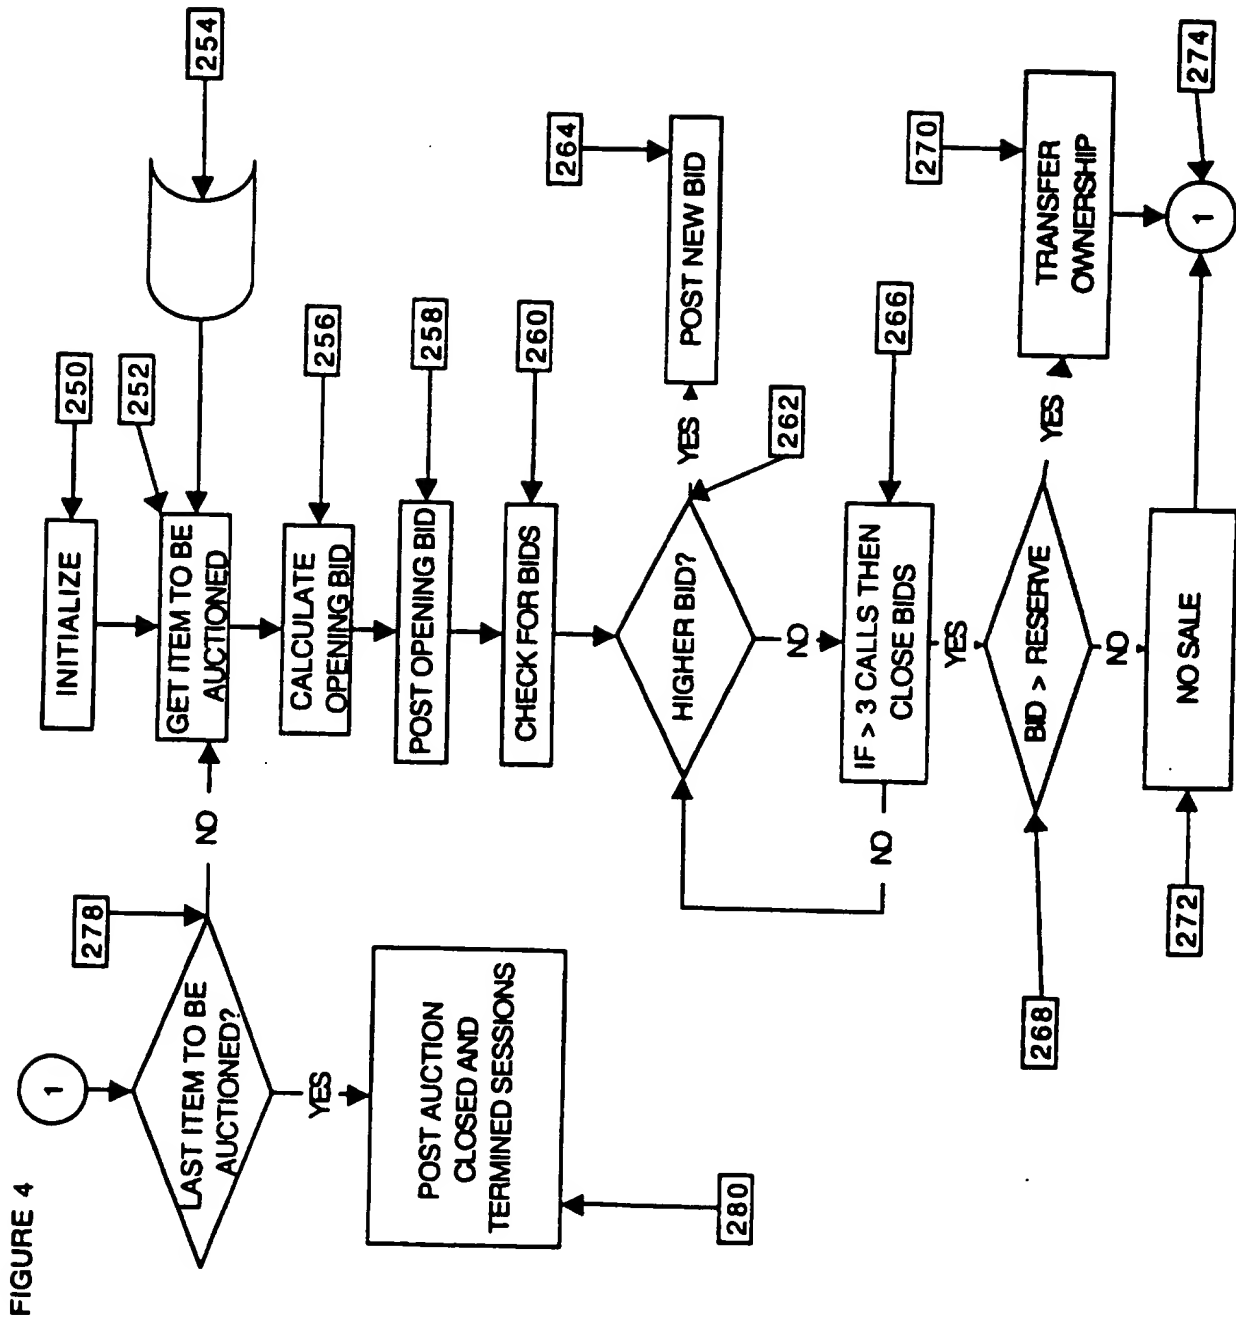 FIGURE 4
1
278
LAST ITEM TO BE
AUCTIONED?
NO
YES
POST AUCTION
CLOSED AND
TERMINED SESSIONS
280
250
INITIALIZE
252
254
GET ITEM TO BE
AUCTIONED
256
CALCULATE
OPENING BID
258
POST OPENING BID
260
CHECK FOR BIDS
262
HIGHER BID?
YES
264
POST NEW BID
NO
266
IF > 3 CALLS THEN
CLOSE BIDS
NO
YES
268
BID > RESERVE
YES
270
TRANSFER
OWNERSHIP
NO
272
NO SALE
274
1